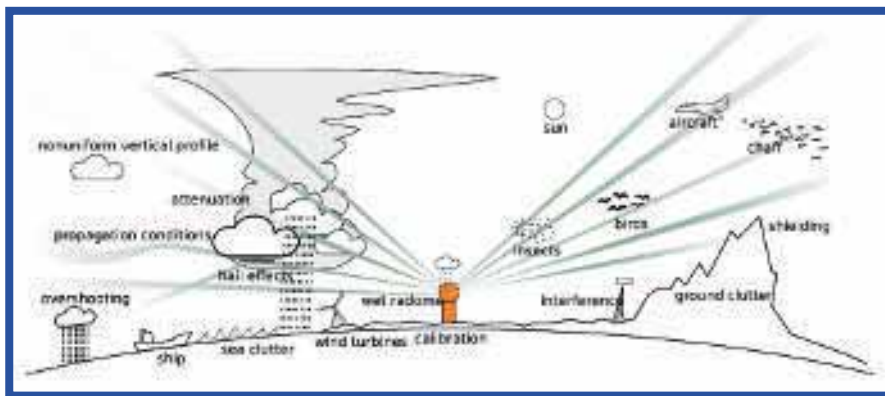 sun
aircraft
chaff
nonuniform vertical profile
attenuation
birds
shielding
propagation conditions
insects
hail effects
overshooting
wet radome
interference
ground clutter
ship
sea clutter
wind turbines
calibration